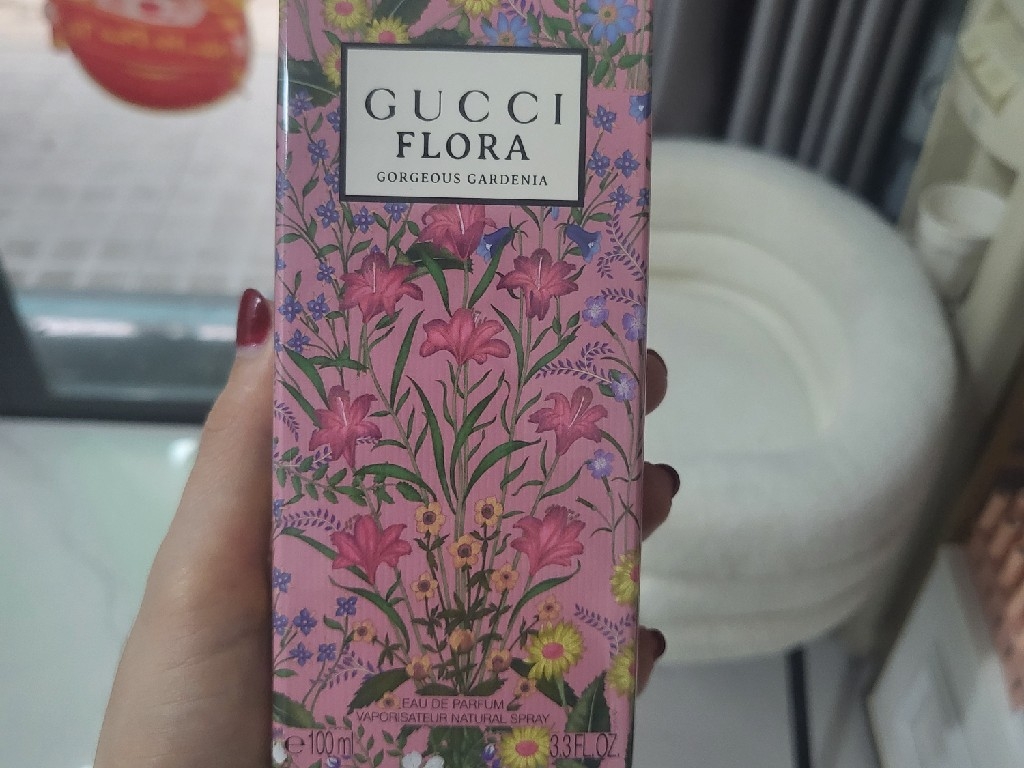 GUCCI
FLORA
GORGEOUS GARDENIA
EAU DE PARFUM
VAPORISATEUR NATURAL SPRAY
e 100 ml 3.3 FL. OZ.